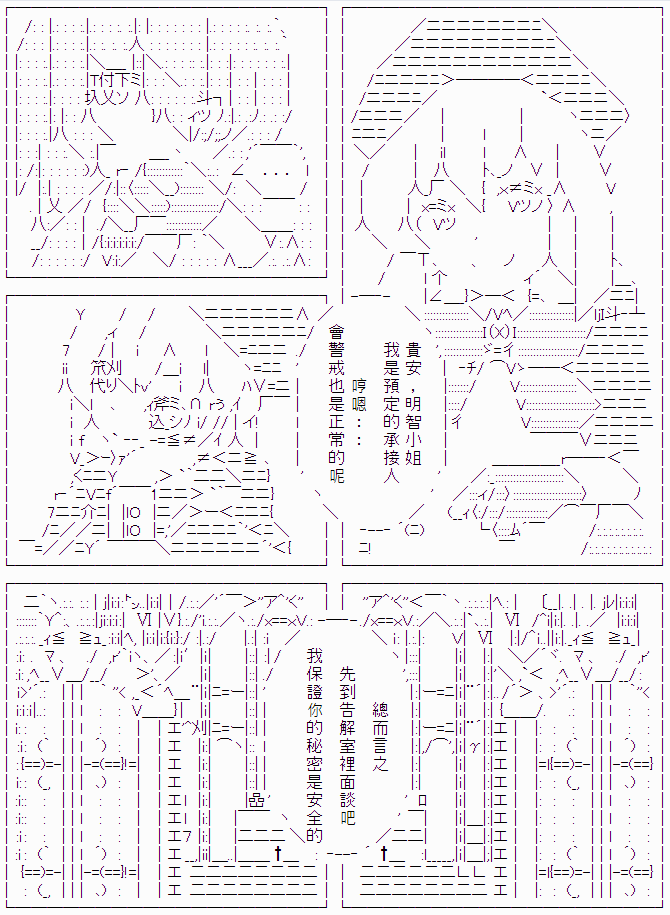 貴安，明智小姐
我是預定的承接人
哼嗯：：
會警戒也是正常的呢
總而言之
先到告解室裡面談吧
我保證你的秘密是安全的